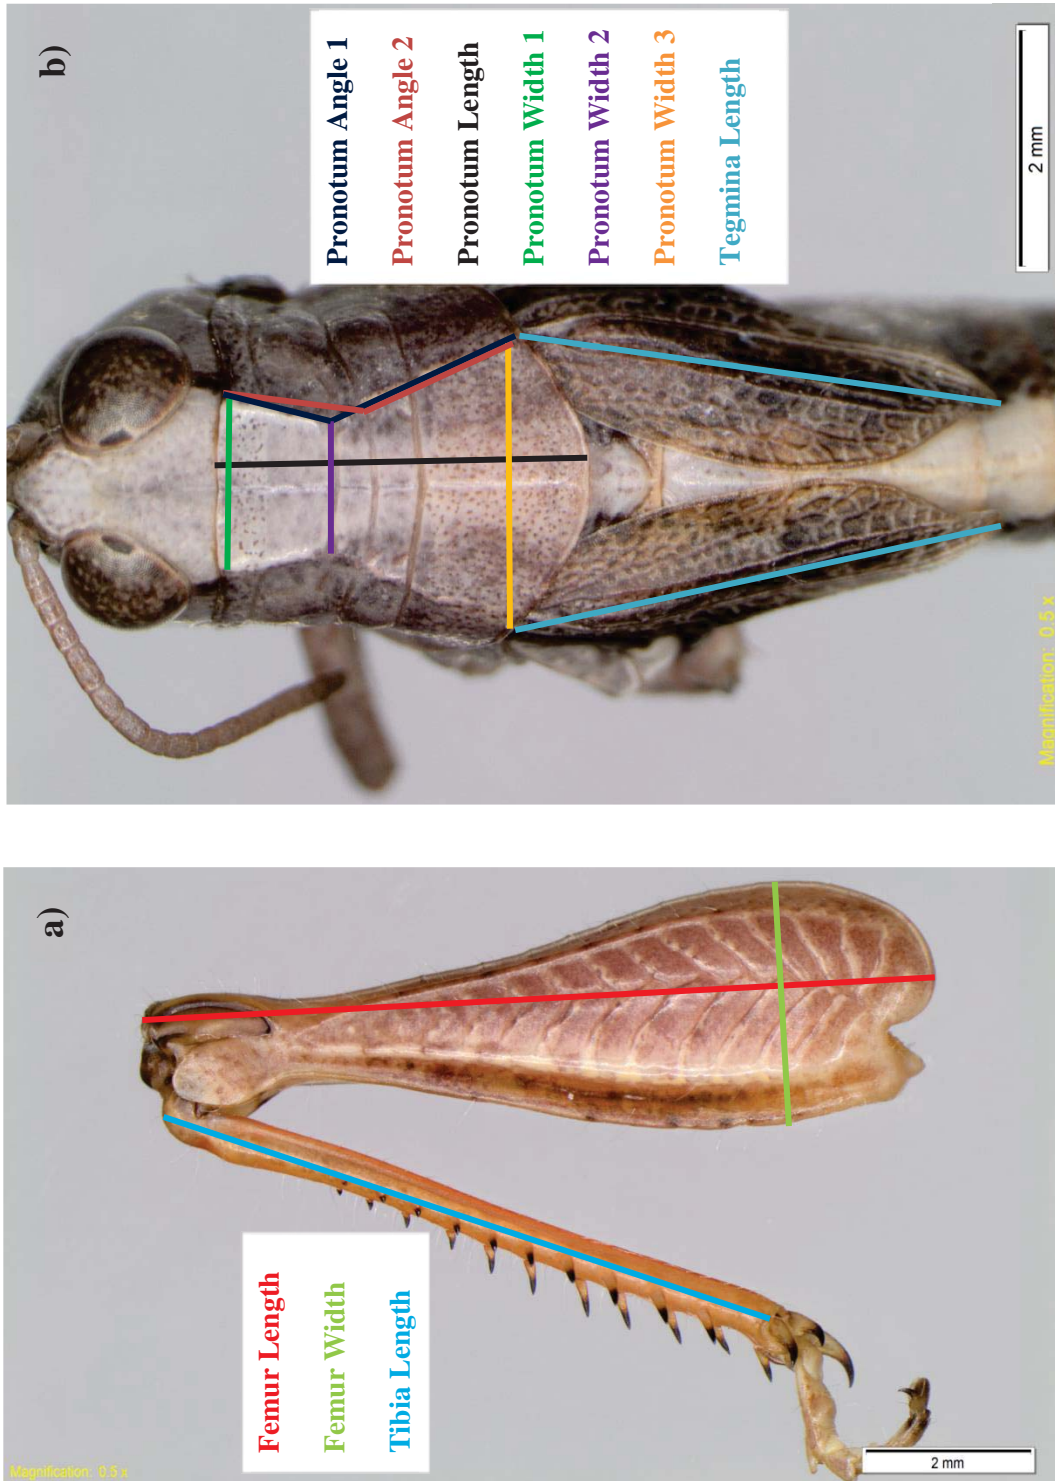 a)
Femur Length
Femur Width
Tibia Length
2 mm
Magnification: 0.5 x
b)
Pronotum Angle 1
Pronotum Angle 2
Pronotum Length
Pronotum Width 1
Pronotum Width 2
Pronotum Width 3
Tegmina Length
2 mm
Magnification: 0.5 x